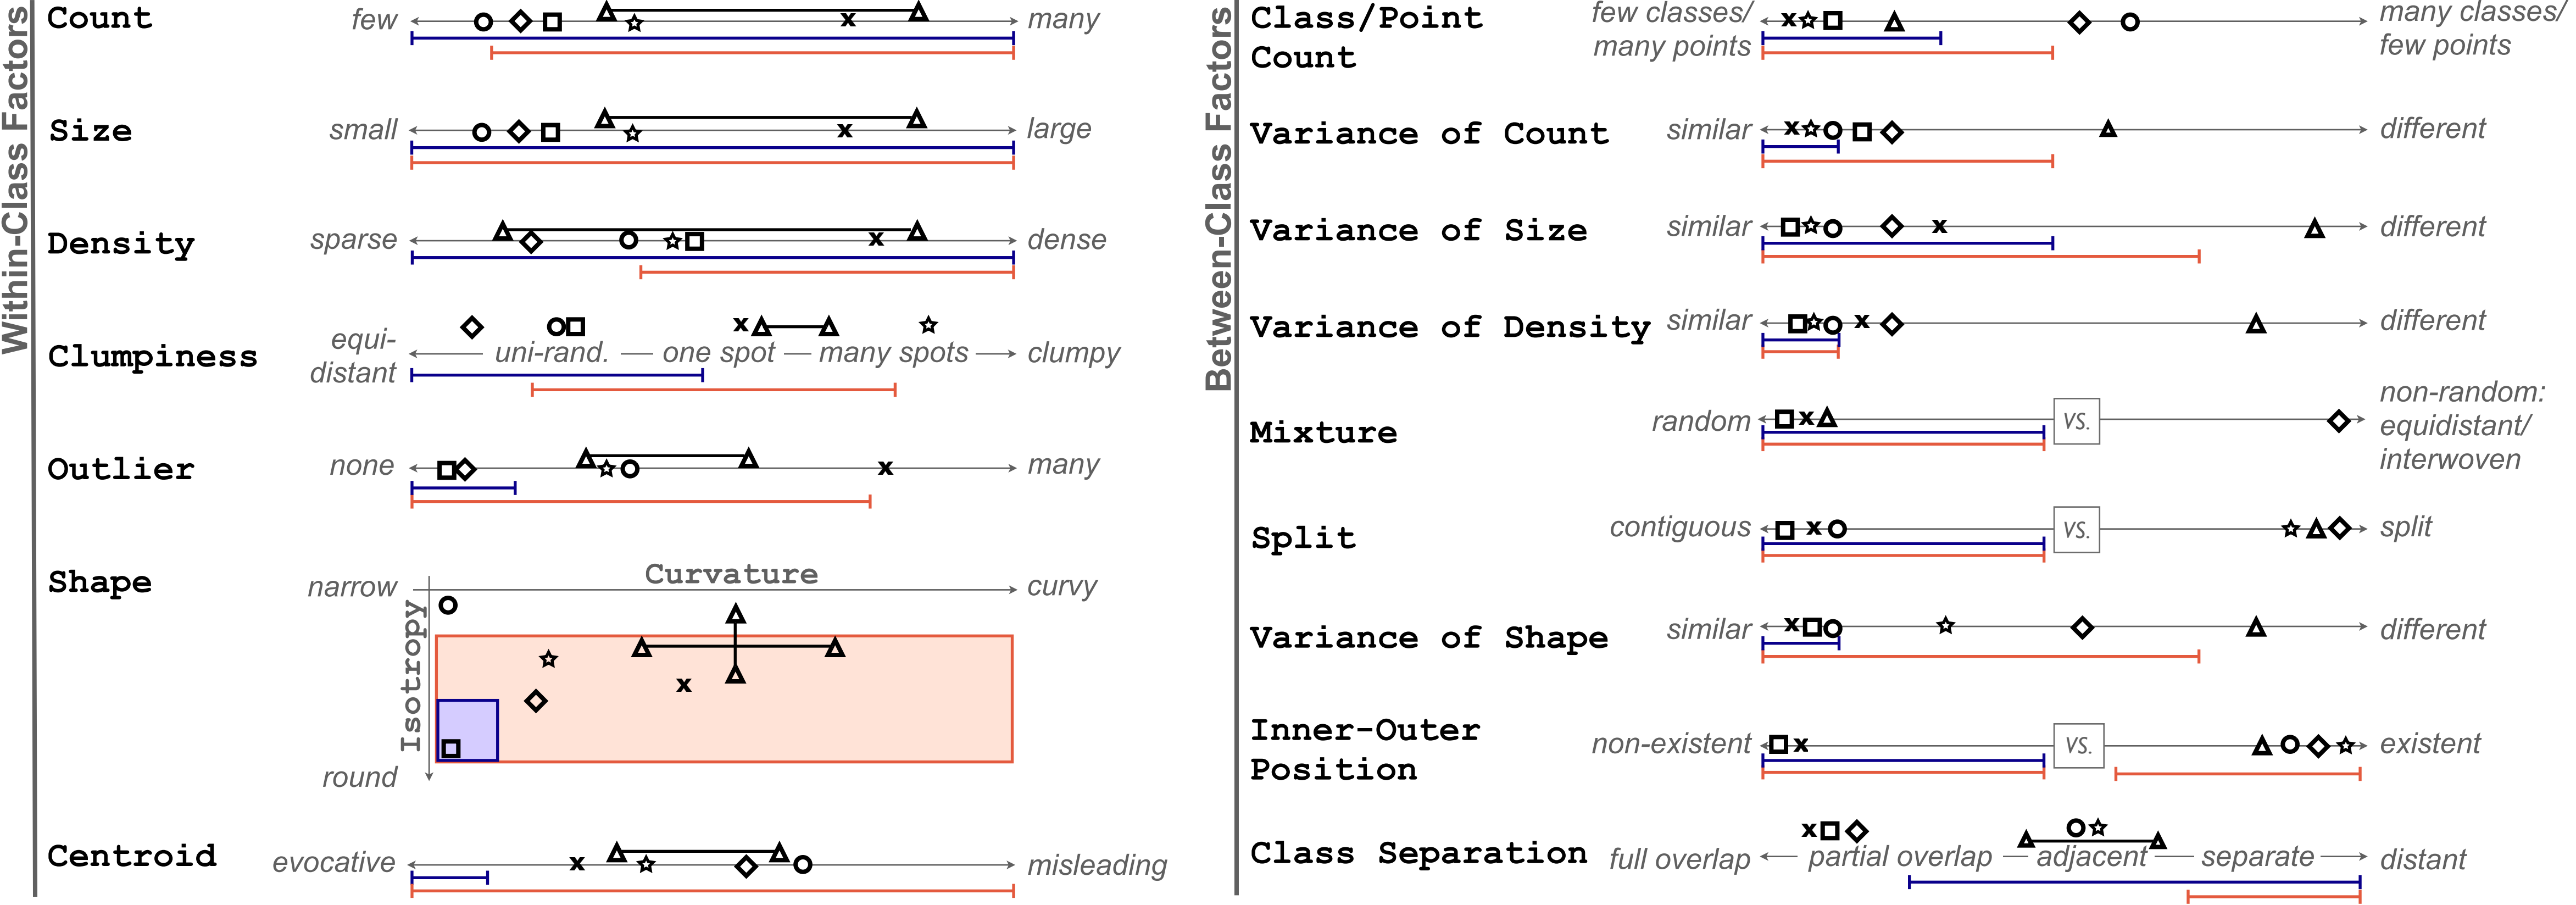 Within-Class Factors
Count
few
many
Size
small
large
Density
sparse
dense
Clumpiness
equi-
distant
uni-rand.
one spot
many spots
clumpy
Outlier
none
many
Shape
narrow
Curvature
curvy
Isotropy
round
Centroid
evocative
misleading
Between-Class Factors
Class/Point
Count
few classes/
many points
many classes/
few points
Variance of Count
similar
different
Variance of Size
similar
different
Variance of Density
similar
different
Mixture
random
vs.
non-random:
equidistant/
interwoven
Split
contiguous
vs.
split
Variance of Shape
similar
different
Inner-Outer
Position
non-existent
vs.
existent
Class Separation
full overlap
partial overlap
adjacent
separate
distant